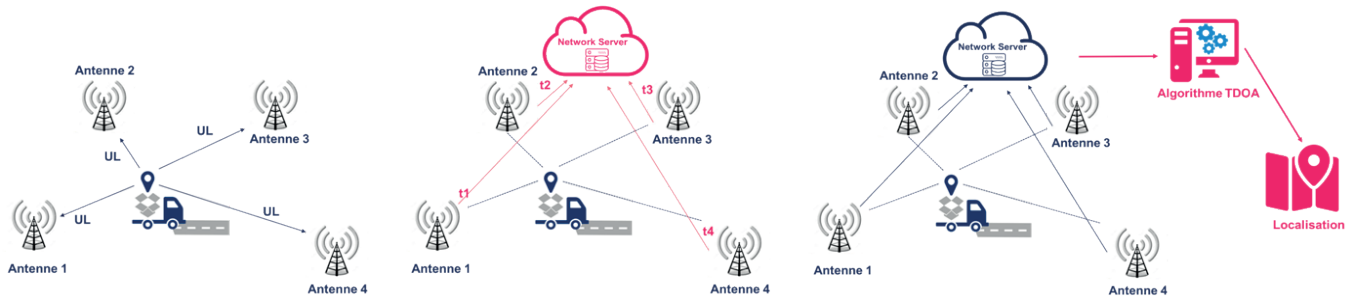 Antenne 2
UL
Antenne 3
UL
UL
UL
Antenne 1
Antenne 4
Network Server
Antenne 2
t2
t3
Antenne 3
t1
t4
Antenne 1
Antenne 4
Network Server
Antenne 2
Algorithme TDOA
Antenne 3
Localisation
Antenne 1
Antenne 4